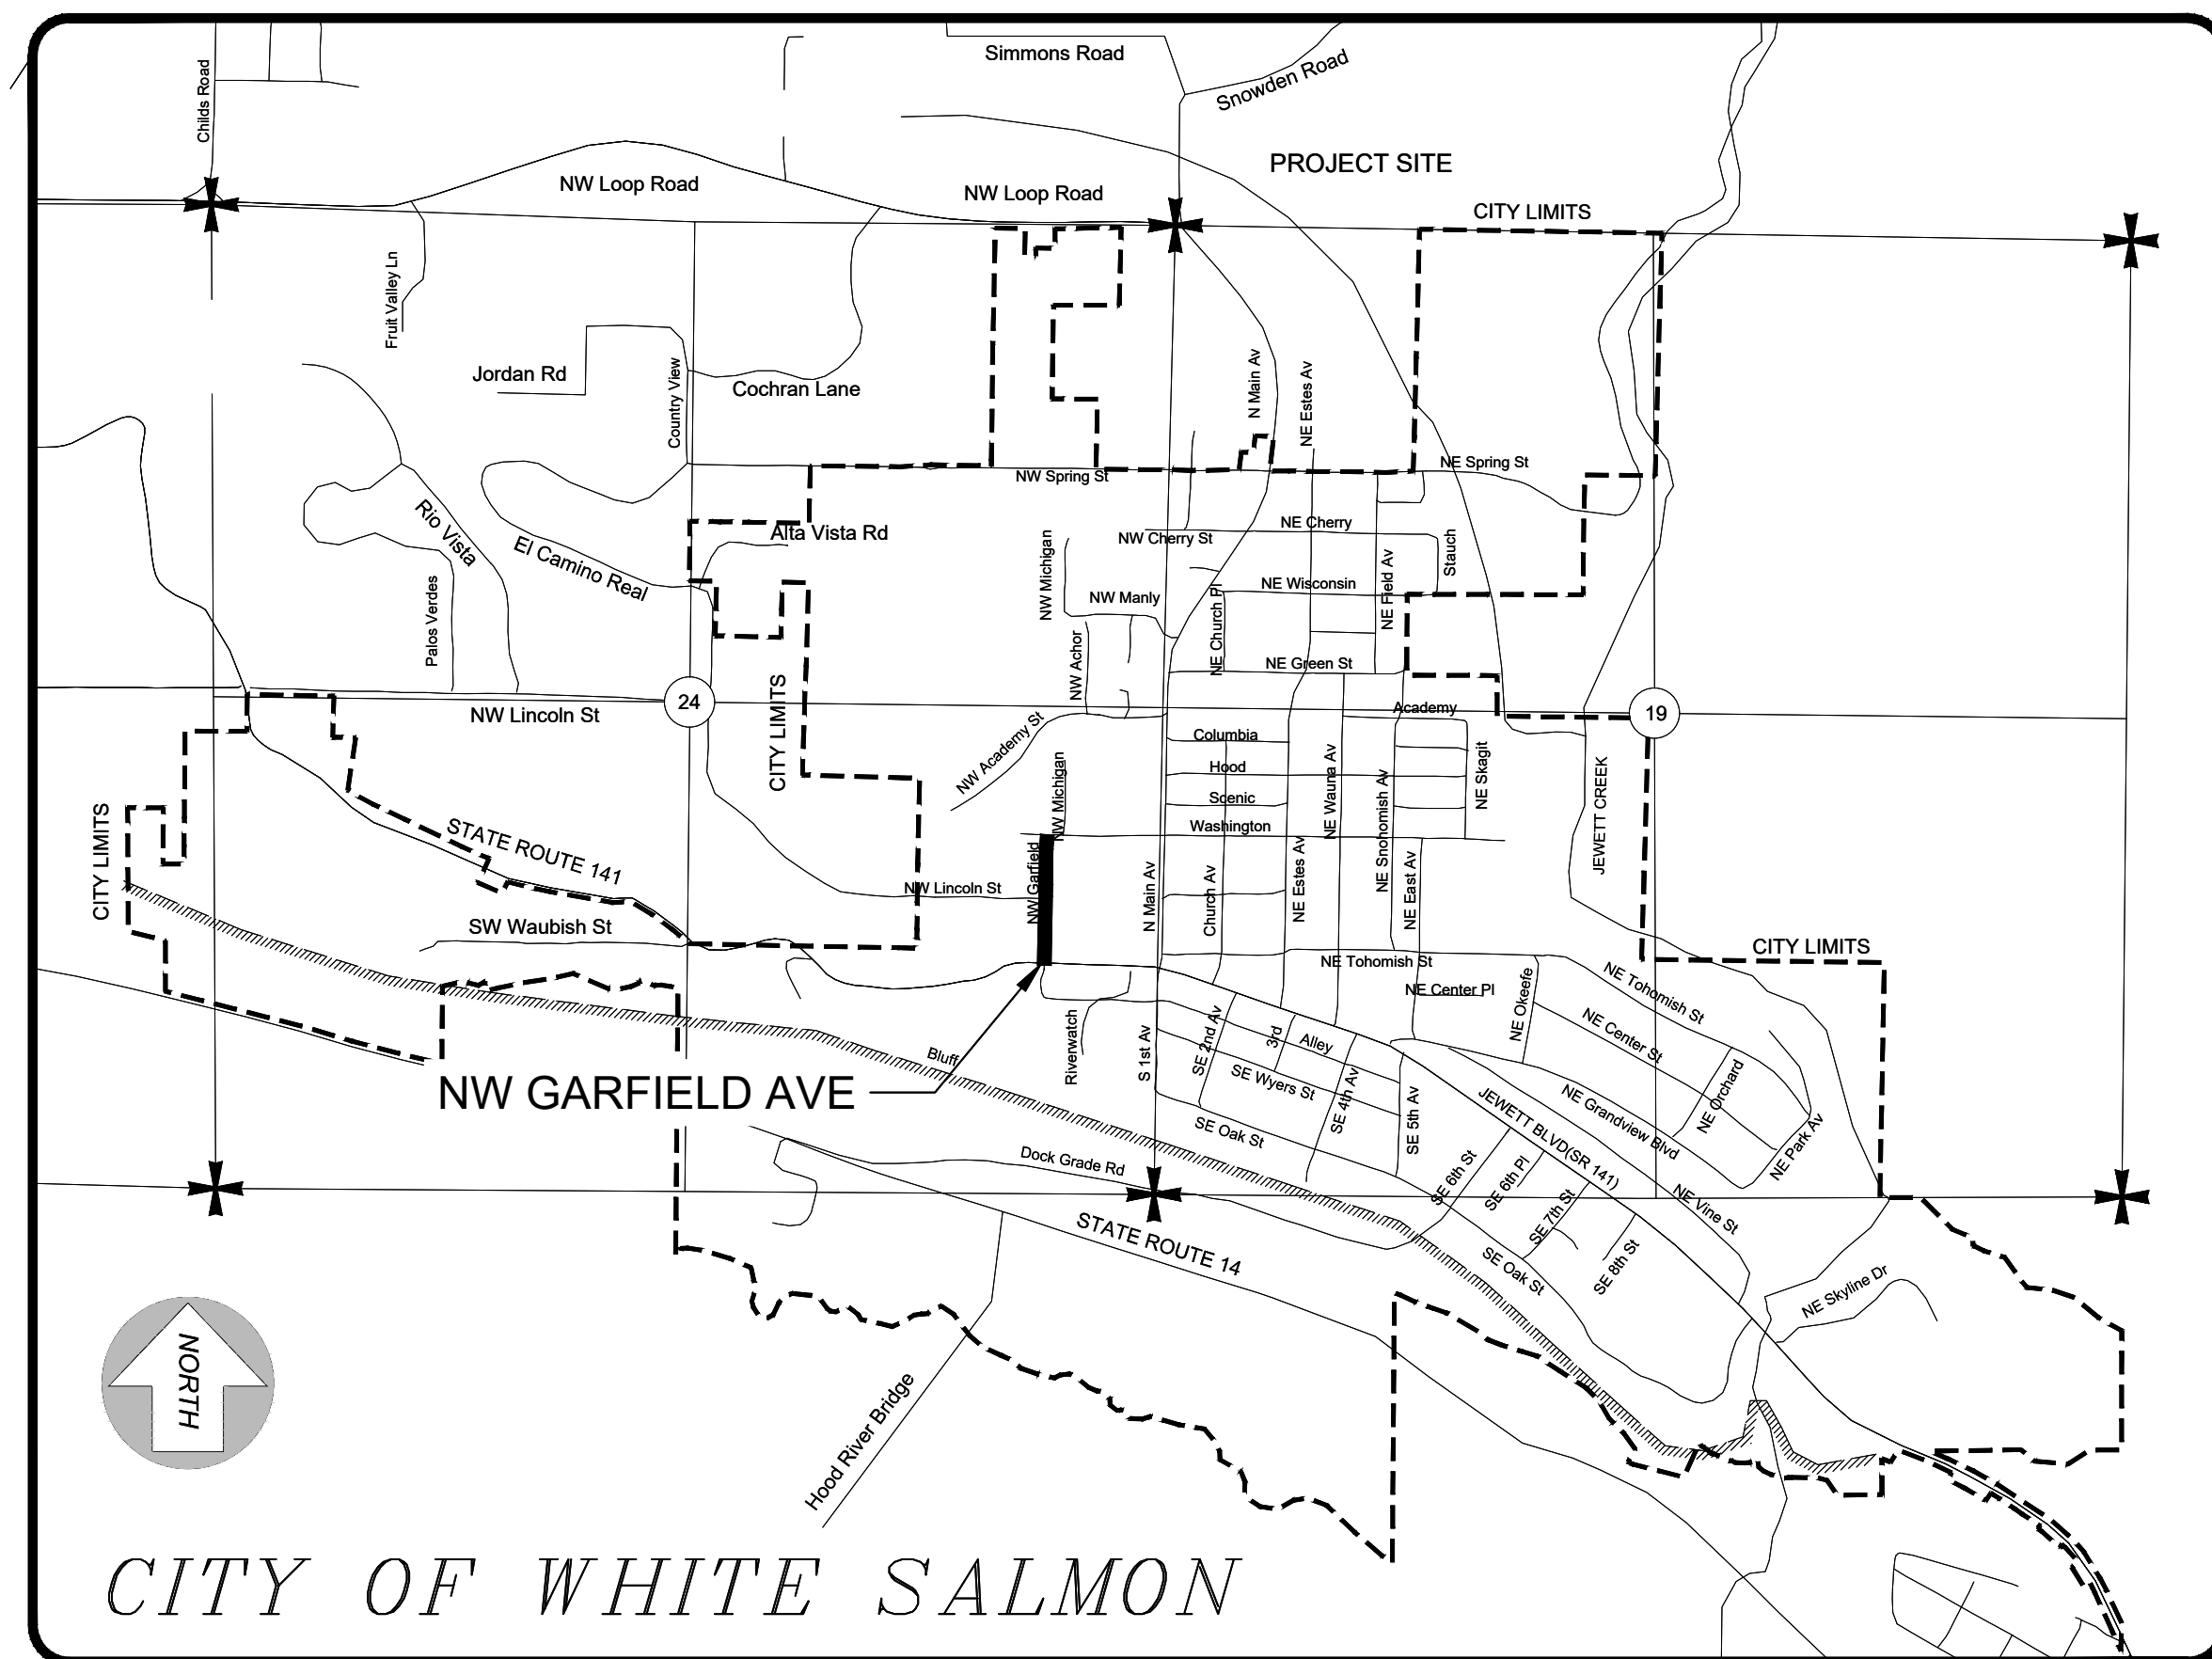 Simmons Road
Snowden Road
Childs Road
PROJECT SITE
NW Loop Road
NW Loop Road
CITY LIMITS
Fruit Valley Ln
Jordan Rd
Country View
Cochran Lane
N Main Av
NE Estes Av
NW Spring St
NE Spring St
Rio Vista
El Camino Real
Alta Vista Rd
NE Cherry
NW Cherry St
NW Michigan
Stauch
NE Field Av
NE Wisconsin
NW Manly
NE Church Pl
Palos Verdes
NW Achor
NE Green St
24
19
NW Lincoln St
CITY LIMITS
Academy
NW Academy St
Columbia
Hood
Scenic
Washington
NW Michigan
NE Wauna Av
NE Snohomish Av
NE Skagit
JEWETT CREEK
CITY LIMITS
STATE ROUTE 141
NW Lincoln St
NW Garfield
N Main Av
Church Av
NE Estes Av
NE East Av
SW Waubish St
NE Tohomish St
CITY LIMITS
NE Center Pl
NE Okeefe
NE Tohomish St
NE Center St
Bluff
Riverwatch
S 1st Av
SE 2nd Av
3rd
Alley
SE Wyers St
SE 4th Av
SE 5th Av
NW GARFIELD AVE
JEWETT BLVD(SR 141)
NE Grandview Blvd
NE Orchard
NE Park Av
SE Oak St
Dock Grade Rd
SE 6th St
SE 6th Pl
SE 7th St
SE 8th St
NE Vine St
STATE ROUTE 14
SE Oak St
NE Skyline Dr
NORTH
Hood River Bridge
CITY OF WHITE SALMON